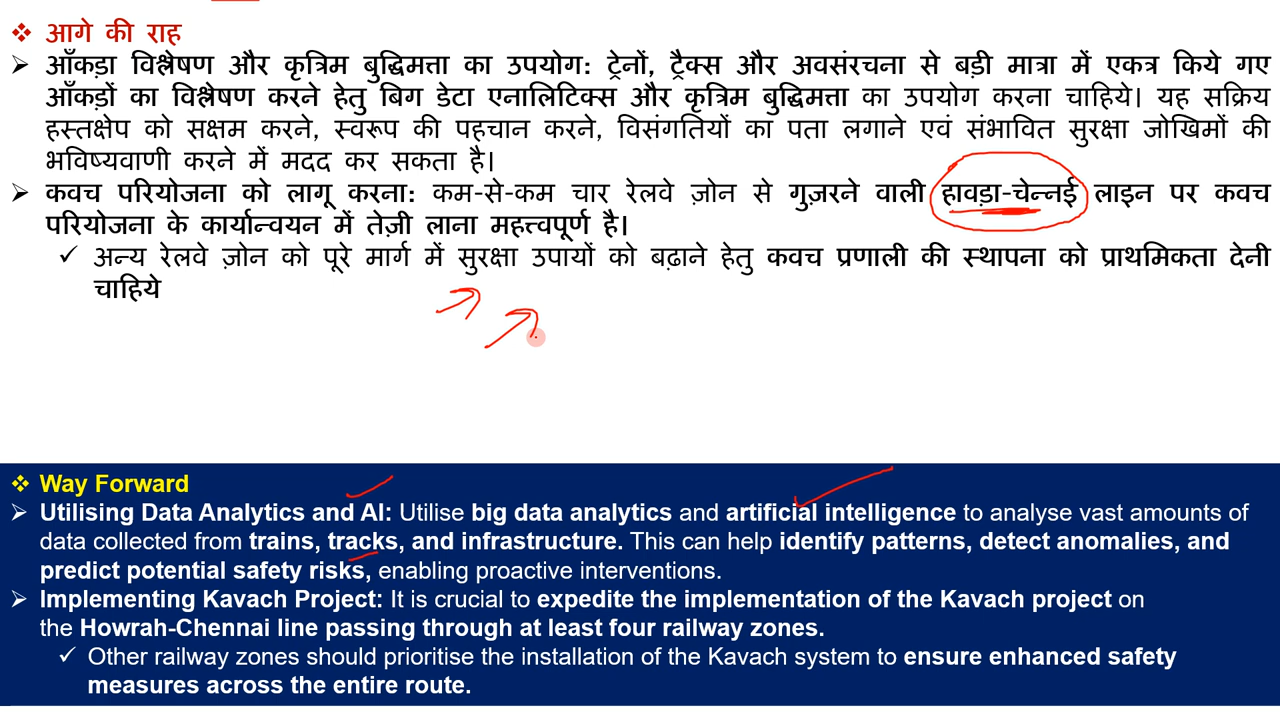 ❖ आगे की राह
➢ आँकड़ा विश्लेषण और कृत्रिम बुद्धिमत्ता का उपयोग: ट्रेनों, ट्रैक्स और अवसंरचना से बड़ी मात्रा में एकत्र किये गए
आँकड़ों का विश्लेषण करने हेतु बिग डेटा एनालिटिक्स और कृत्रिम बुद्धिमत्ता का उपयोग करना चाहिये। यह सक्रिय
हस्तक्षेप को सक्षम करने, स्वरूप की पहचान करने, विसंगतियों का पता लगाने एवं संभावित सुरक्षा जोखिमों की
भविष्यवाणी करने में मदद कर सकता है।
➢ कवच परियोजना को लागू करना: कम-से-कम चार रेलवे ज़ोन से गुज़रने वाली हावड़ा-चेन्नई लाइन पर कवच
परियोजना के कार्यान्वयन में तेज़ी लाना महत्त्वपूर्ण है।
✓ अन्य रेलवे ज़ोन को पूरे मार्ग में सुरक्षा उपायों को बढ़ाने हेतु कवच प्रणाली की स्थापना को प्राथमिकता देनी
चाहिये
❖ Way Forward
➢ Utilising Data Analytics and AI: Utilise big data analytics and artificial intelligence to analyse vast amounts of
data collected from trains, tracks, and infrastructure. This can help identify patterns, detect anomalies, and
predict potential safety risks, enabling proactive interventions.
➢ Implementing Kavach Project: It is crucial to expedite the implementation of the Kavach project on
the Howrah-Chennai line passing through at least four railway zones.
✓ Other railway zones should prioritise the installation of the Kavach system to ensure enhanced safety
measures across the entire route.